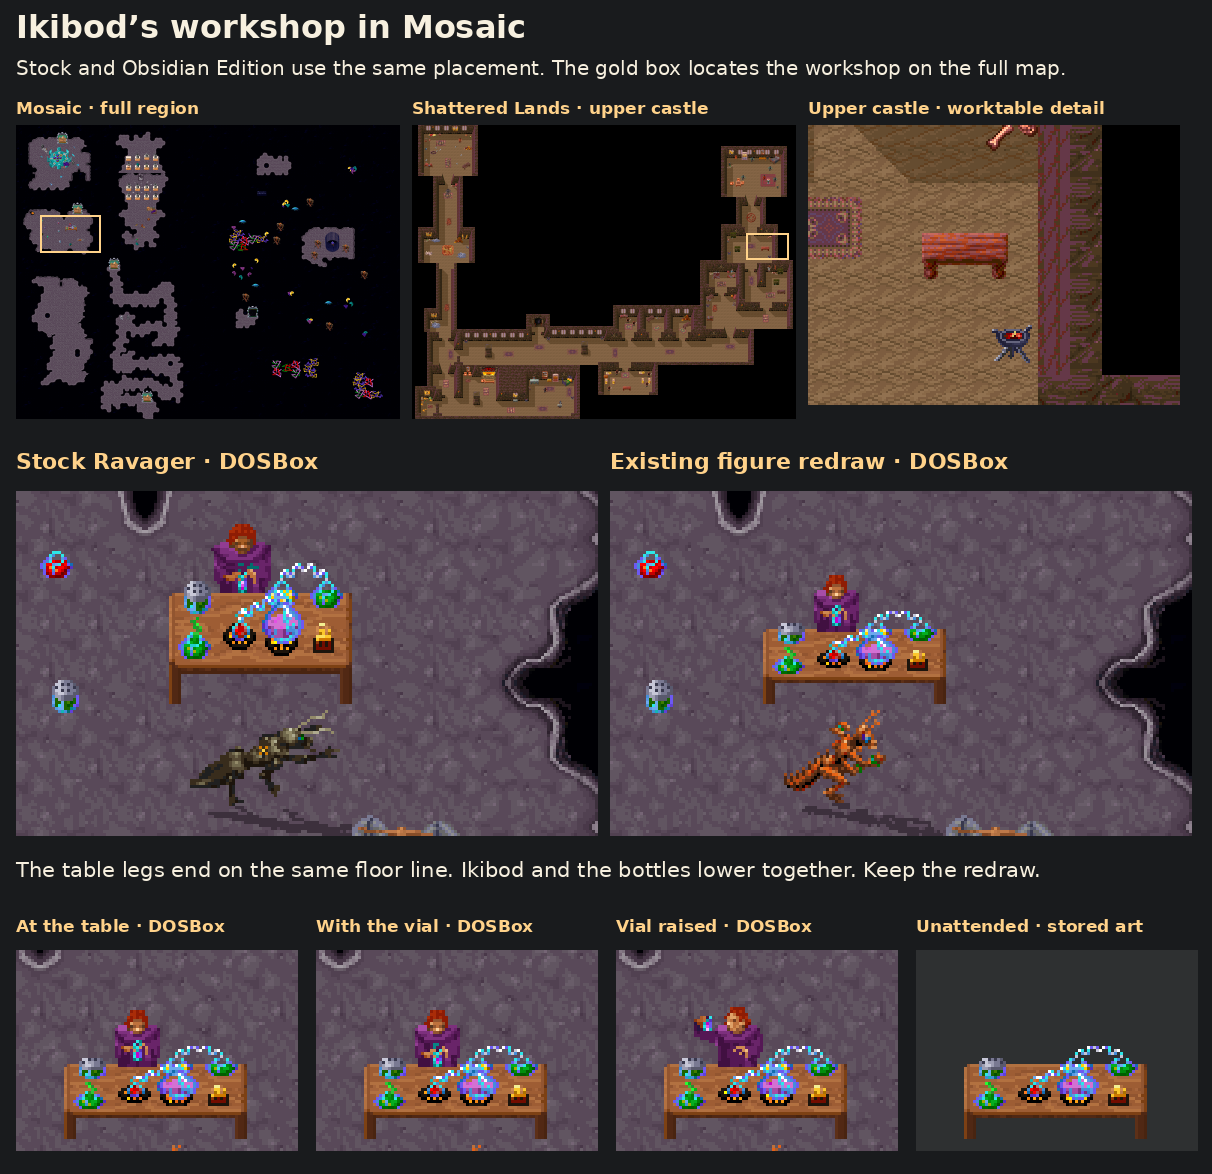 Ikibod’s workshop in Mosaic
Stock and Obsidian Edition use the same placement. The gold box locates the workshop on the full map.
Mosaic · full region
Shattered Lands · upper castle
Upper castle · worktable detail
Stock Ravager · DOSBox
Existing figure redraw · DOSBox
The table legs end on the same floor line. Ikibod and the bottles lower together. Keep the redraw.
At the table · DOSBox
With the vial · DOSBox
Vial raised · DOSBox
Unattended · stored art